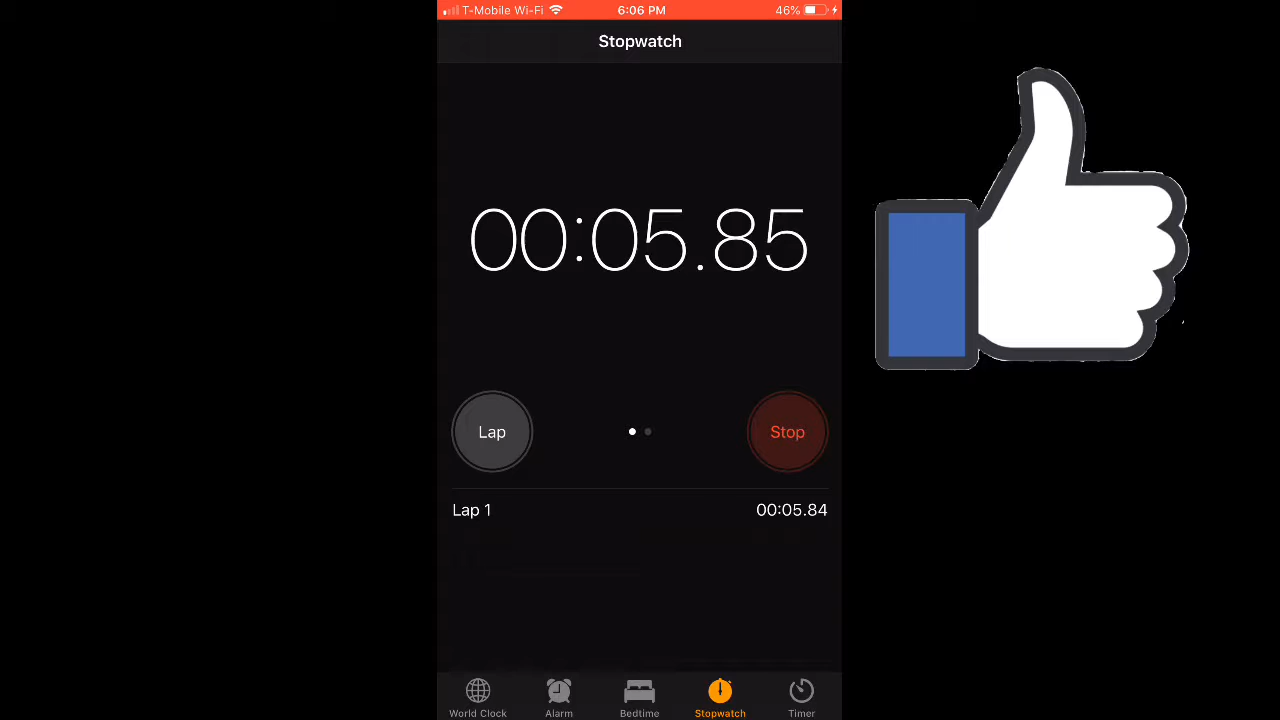 T-Mobile Wi-Fi 6:06 PM 46%
Stopwatch
00:05.85
Lap Stop
Lap 1 00:05.84
World Clock Alarm Bedtime Stopwatch Timer